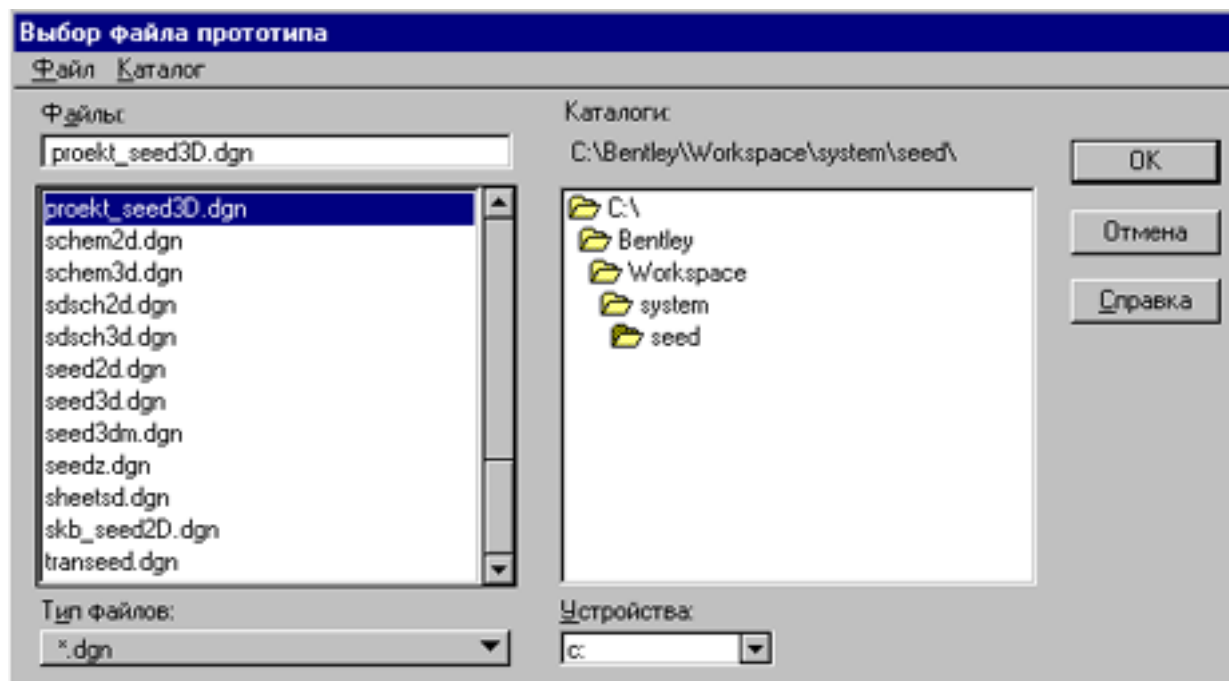 Выбор файла прототипа
Файл Каталог
Файлы:
proekt_seed3D.dgn
proekt_seed3D.dgn
schem2d.dgn
schem3d.dgn
sdsch2d.dgn
sdsch3d.dgn
seed2d.dgn
seed3d.dgn
seed3dm.dgn
seedz.dgn
sheetsd.dgn
skb_seed2D.dgn
transeed.dgn
Тип файлов:
*.dgn
Каталоги:
C:\Bentley\Workspace\system\seed\
C:\
Bentley
Workspace
system
seed
Устройства:
c:
OK
Отмена
Справка